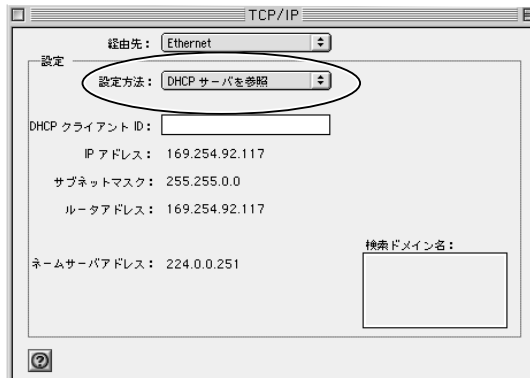 TCP/IP
経由先： Ethernet
設定
設定方法： DHCP サーバを参照
DHCP クライアント ID：
IP アドレス： 169.254.92.117
サブネットマスク： 255.255.0.0
ルータアドレス： 169.254.92.117
検索ドメイン名：
ネームサーバアドレス： 224.0.0.251
?